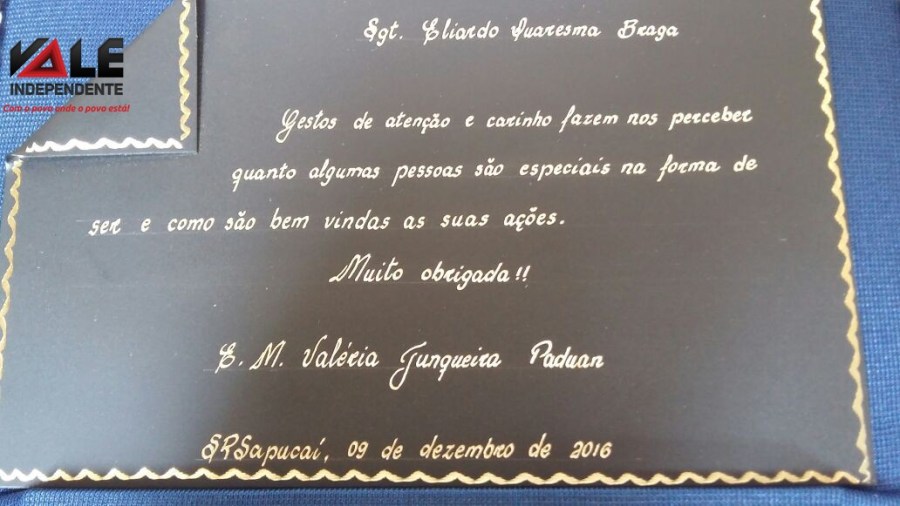 VALE
INDEPENDENTE
Com o povo onde o povo está!
Sgt. Eliardo Quaresma Braga
Gestos de atenção e carinho fazem nos perceber
quanto algumas pessoas são especiais na forma de
ser e como são bem vindas as suas ações.
Muito obrigada!!
E. M. Valéria Junqueira Paduan
SRSapucaí, 09 de dezembro de 2016